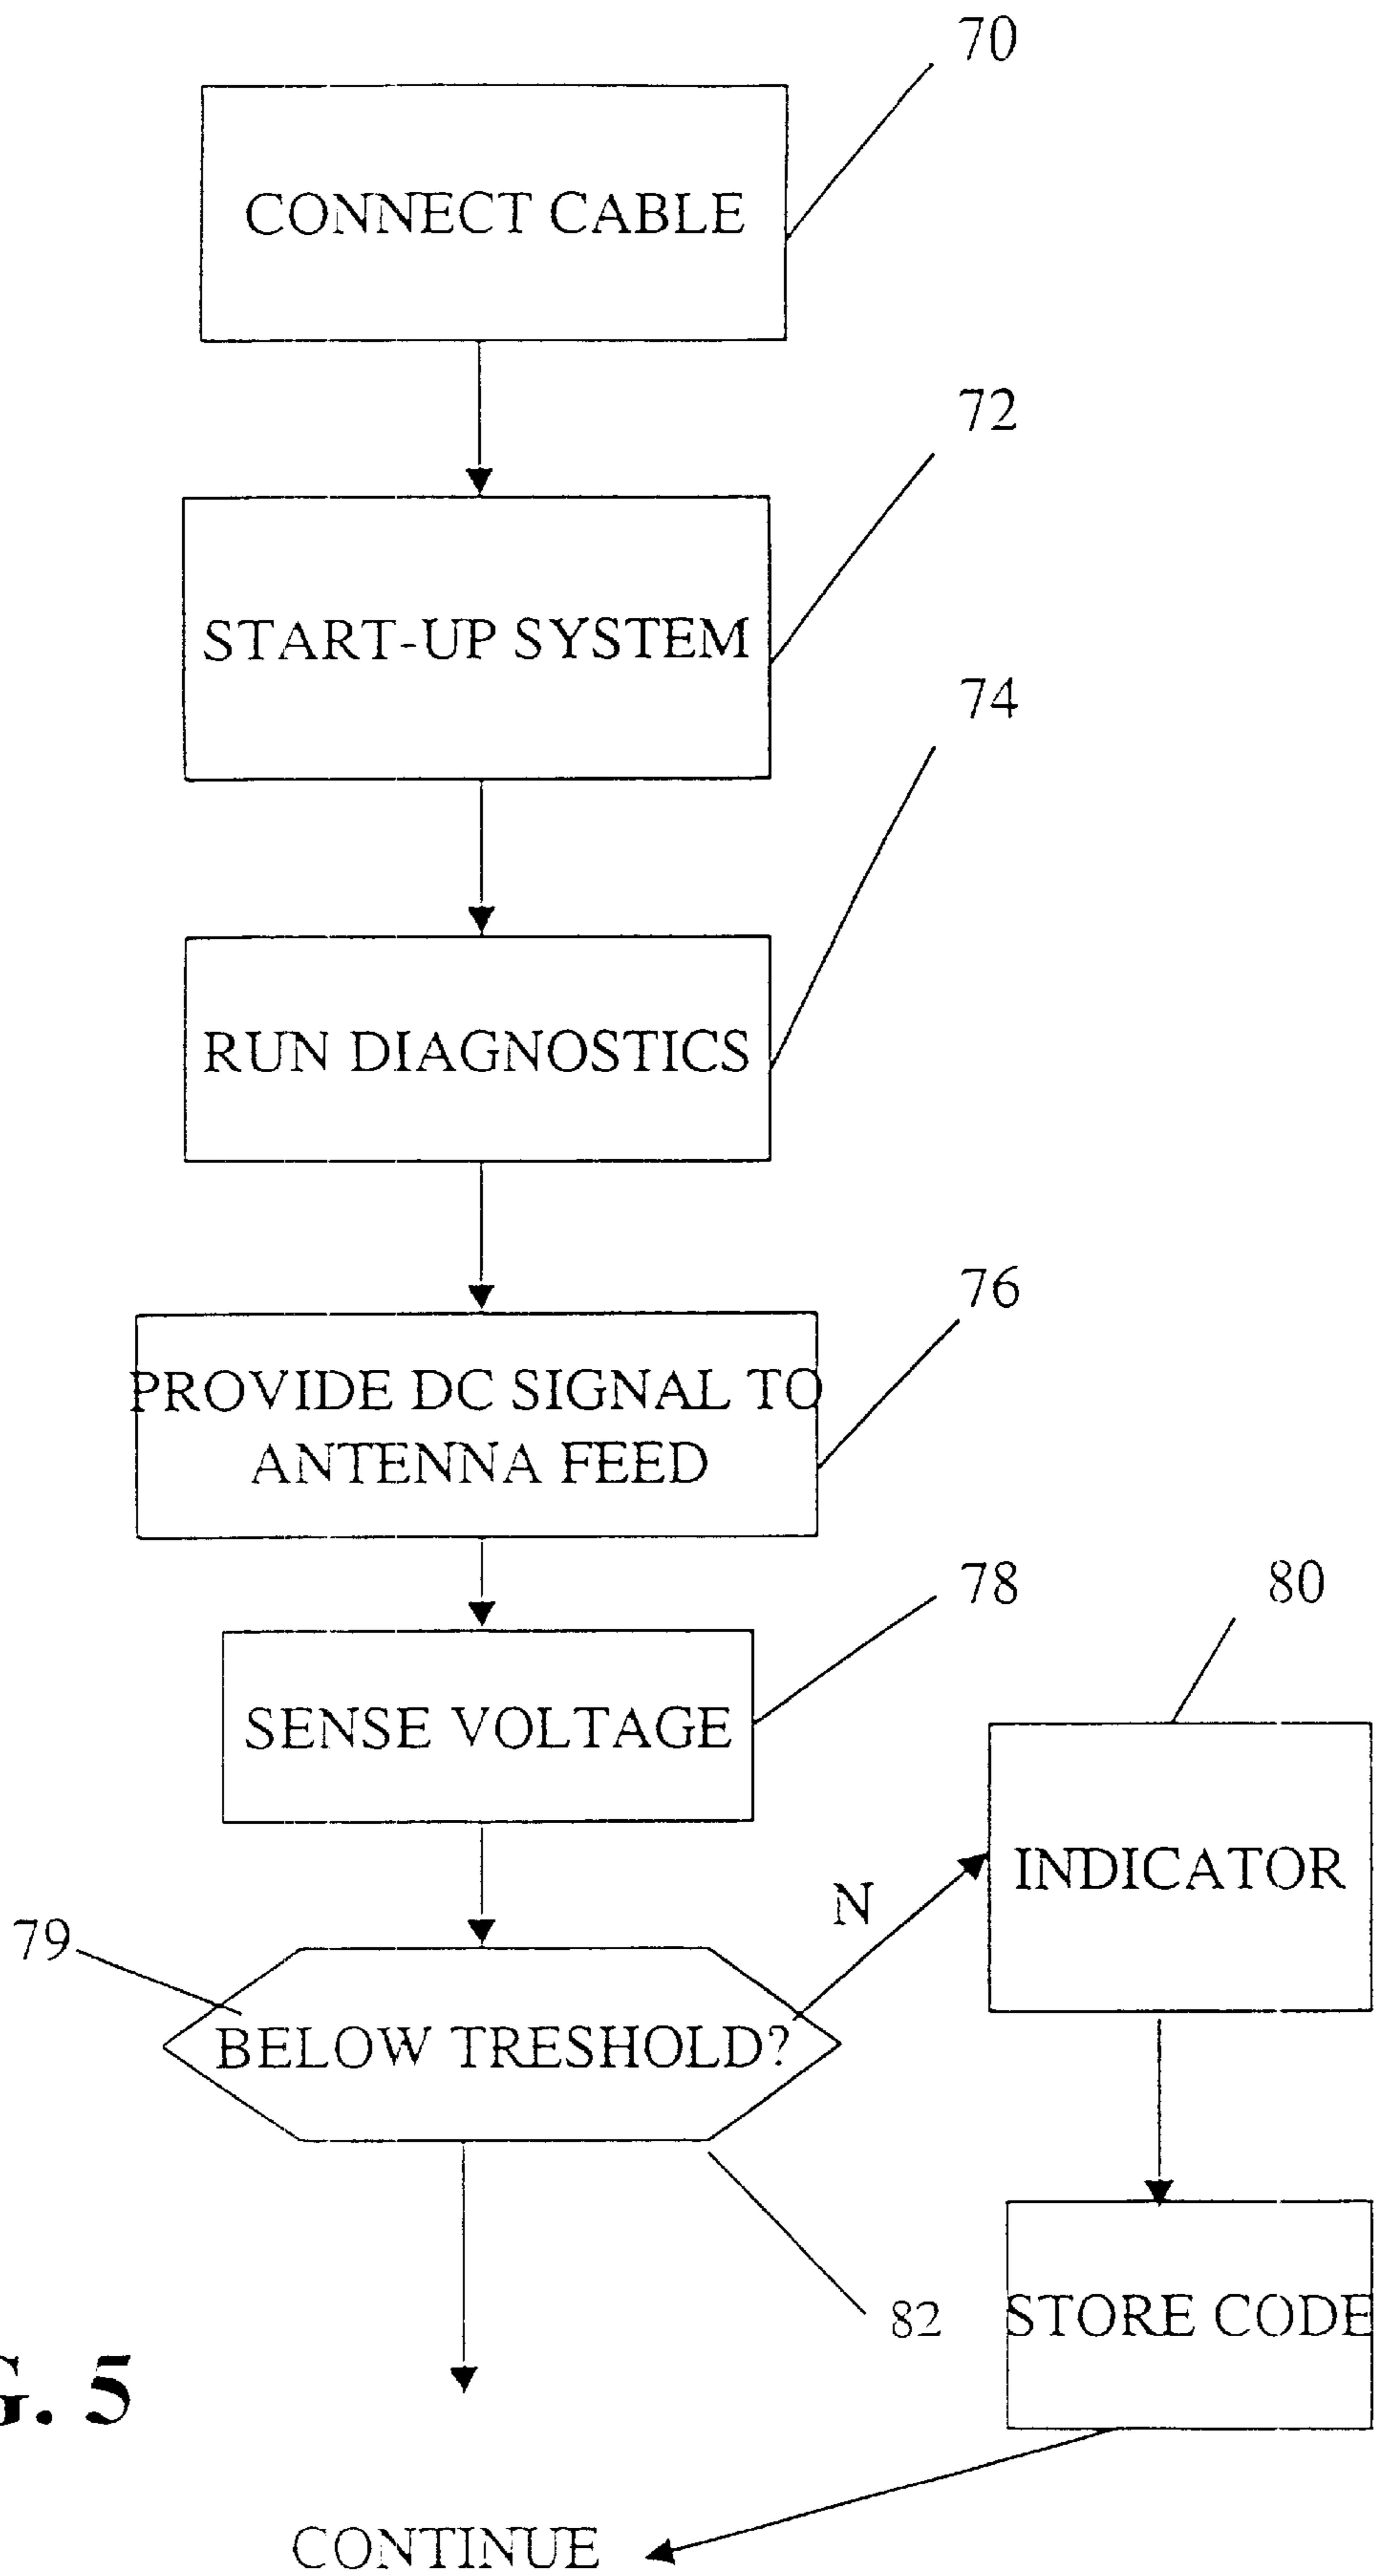 70
CONNECT CABLE
72
START-UP SYSTEM
74
RUN DIAGNOSTICS
76
PROVIDE DC SIGNAL TO
ANTENNA FEED
78
SENSE VOLTAGE
80
INDICATOR
N
79
BELOW TRESHOLD?
82
STORE CODE
G. 5
CONTINUE